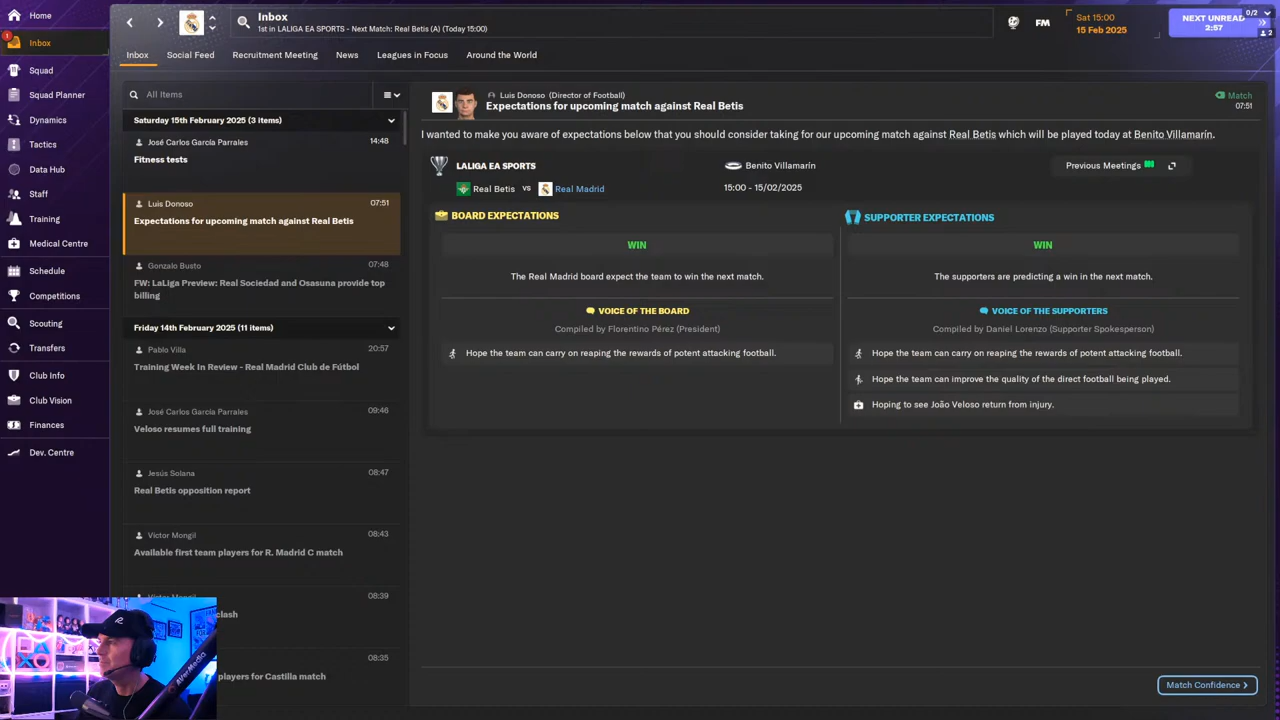 Home
1
Inbox
Squad
Squad Planner
Dynamics
Tactics
Data Hub
Staff
Training
Medical Centre
Schedule
Competitions
Scouting
Transfers
Club Info
Club Vision
Finances
Dev. Centre
Inbox
1st in LALIGA EA SPORTS - Next Match: Real Betis (A) (Today 15:00)
FM
Sat 15:00
15 Feb 2025
NEXT UNREAD
2:57
0/2
2
Inbox
Social Feed
Recruitment Meeting
News
Leagues in Focus
Around the World
All Items
Saturday 15th February 2025 (3 items)
José Carlos García Parrales 14:48
Fitness tests
Luis Donoso 07:51
Expectations for upcoming match against Real Betis
Gonzalo Busto 07:48
FW: LaLiga Preview: Real Sociedad and Osasuna provide top
billing
Friday 14th February 2025 (11 items)
Pablo Villa 20:57
Training Week In Review - Real Madrid Club de Fútbol
José Carlos García Parrales 09:46
Veloso resumes full training
Jesús Solana 08:47
Real Betis opposition report
Víctor Mongil 08:43
Available first team players for R. Madrid C match
08:39
clash
08:35
players for Castilla match
Luis Donoso (Director of Football)
Expectations for upcoming match against Real Betis
Match
07:51
I wanted to make you aware of expectations below that you should consider taking for our upcoming match against Real Betis which will be played today at Benito Villamarín.
LALIGA EA SPORTS
Benito Villamarín
Previous Meetings
Real Betis vs Real Madrid
15:00 - 15/02/2025
BOARD EXPECTATIONS
WIN
The Real Madrid board expect the team to win the next match.
VOICE OF THE BOARD
Compiled by Florentino Pérez (President)
Hope the team can carry on reaping the rewards of potent attacking football.
SUPPORTER EXPECTATIONS
WIN
The supporters are predicting a win in the next match.
VOICE OF THE SUPPORTERS
Compiled by Daniel Lorenzo (Supporter Spokesperson)
Hope the team can carry on reaping the rewards of potent attacking football.
Hope the team can improve the quality of the direct football being played.
Hoping to see João Veloso return from injury.
Match Confidence
AVerMedia